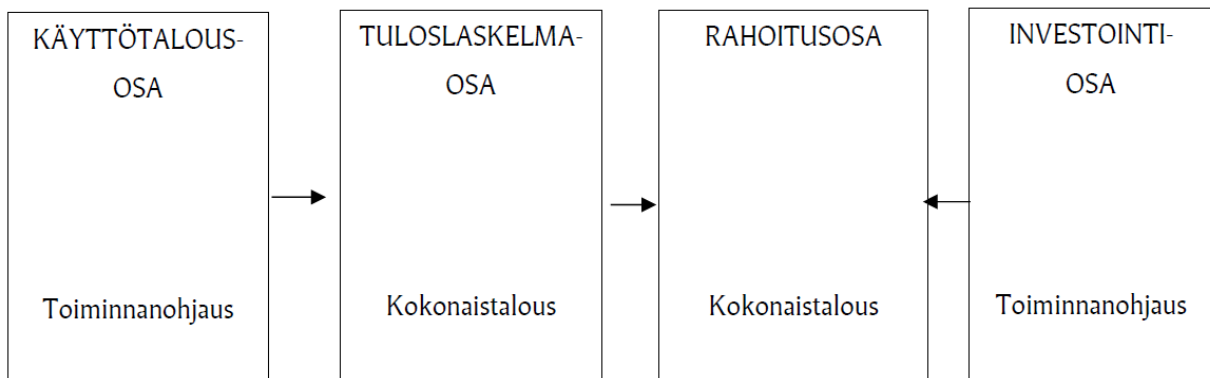 KÄYTTÖTALOUS-
OSA
Toiminnanohjaus
TULOSLASKELMA-
OSA
Kokonaistalous
RAHOITUSOSA
Kokonaistalous
INVESTOINTI-
OSA
Toiminnanohjaus